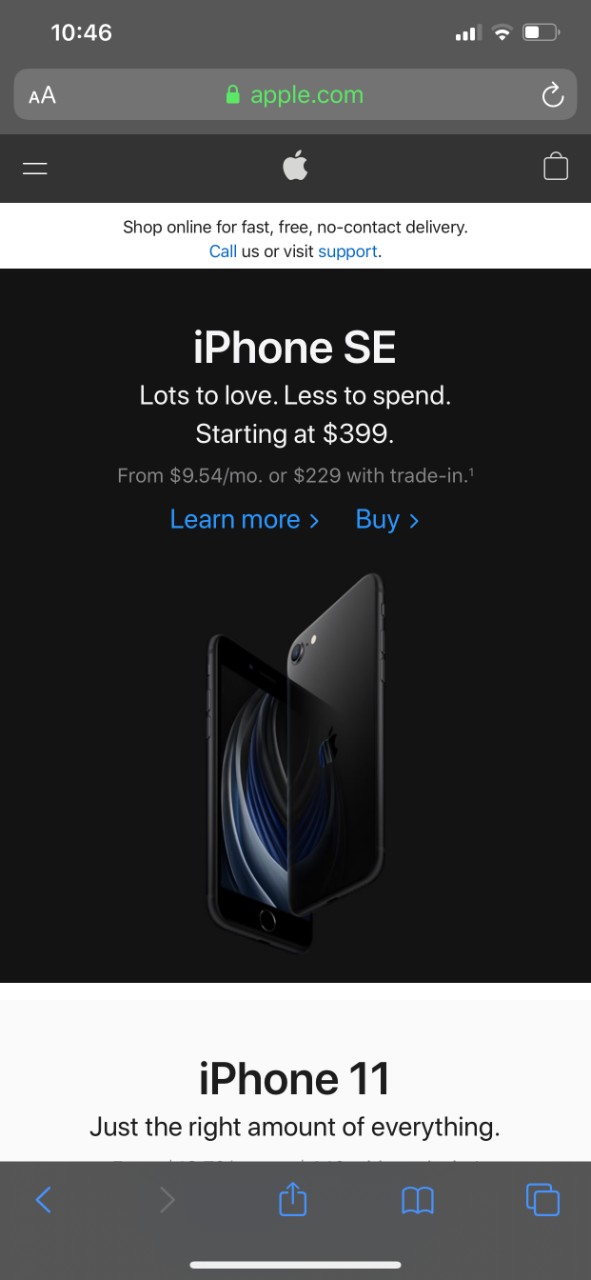 10:46
AA
apple.com
Shop online for fast, free, no-contact delivery.
Call us or visit support.
iPhone SE
Lots to love. Less to spend.
Starting at $399.
From $9.54/mo. or $229 with trade-in.¹
Learn more > Buy >
iPhone 11
Just the right amount of everything.